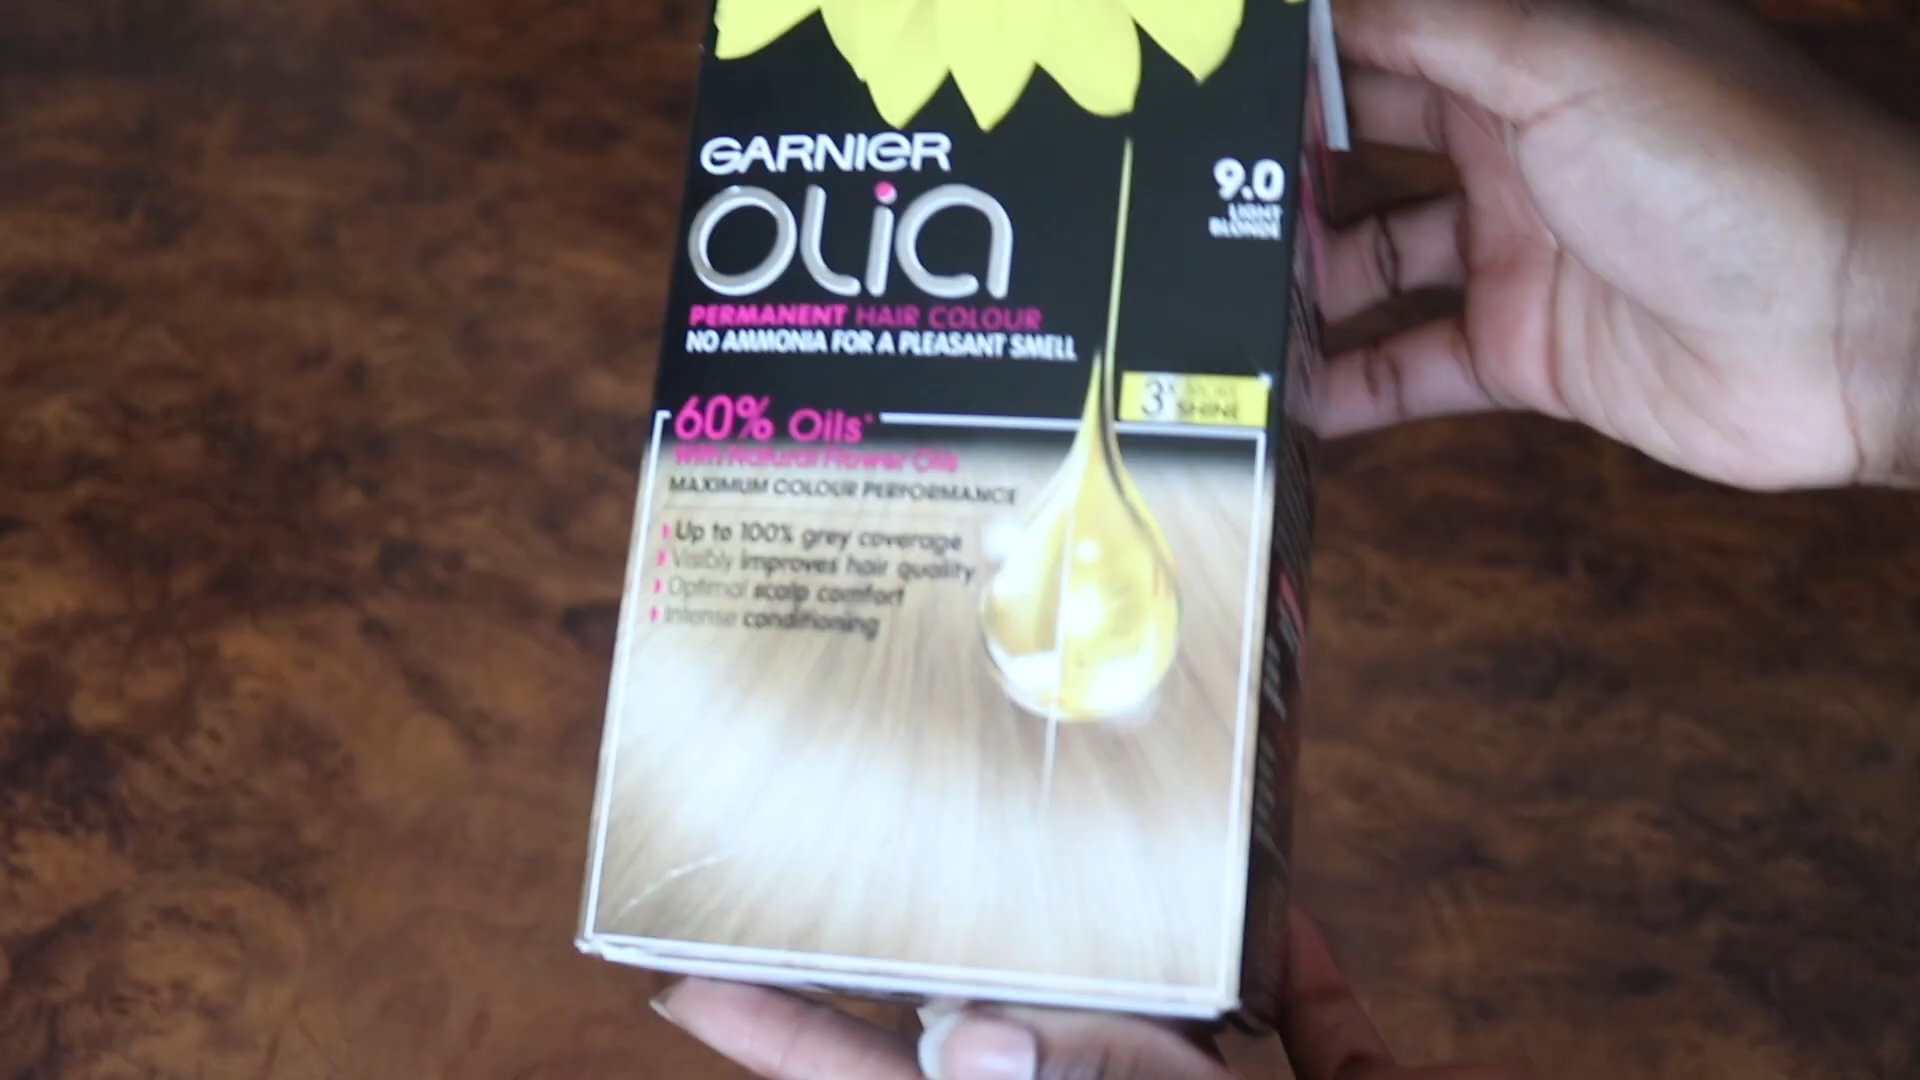 GARNIER
OLIA
PERMANENT HAIR COLOUR
NO AMMONIA FOR A PLEASANT SMELL
9.0
LIGHT
BLONDE
3x
SHINE
60% Oils*
With Natural Flower Oils
MAXIMUM COLOUR PERFORMANCE
Up to 100% grey coverage
Visibly improves hair quality
Optimal scalp comfort
Intense conditioning